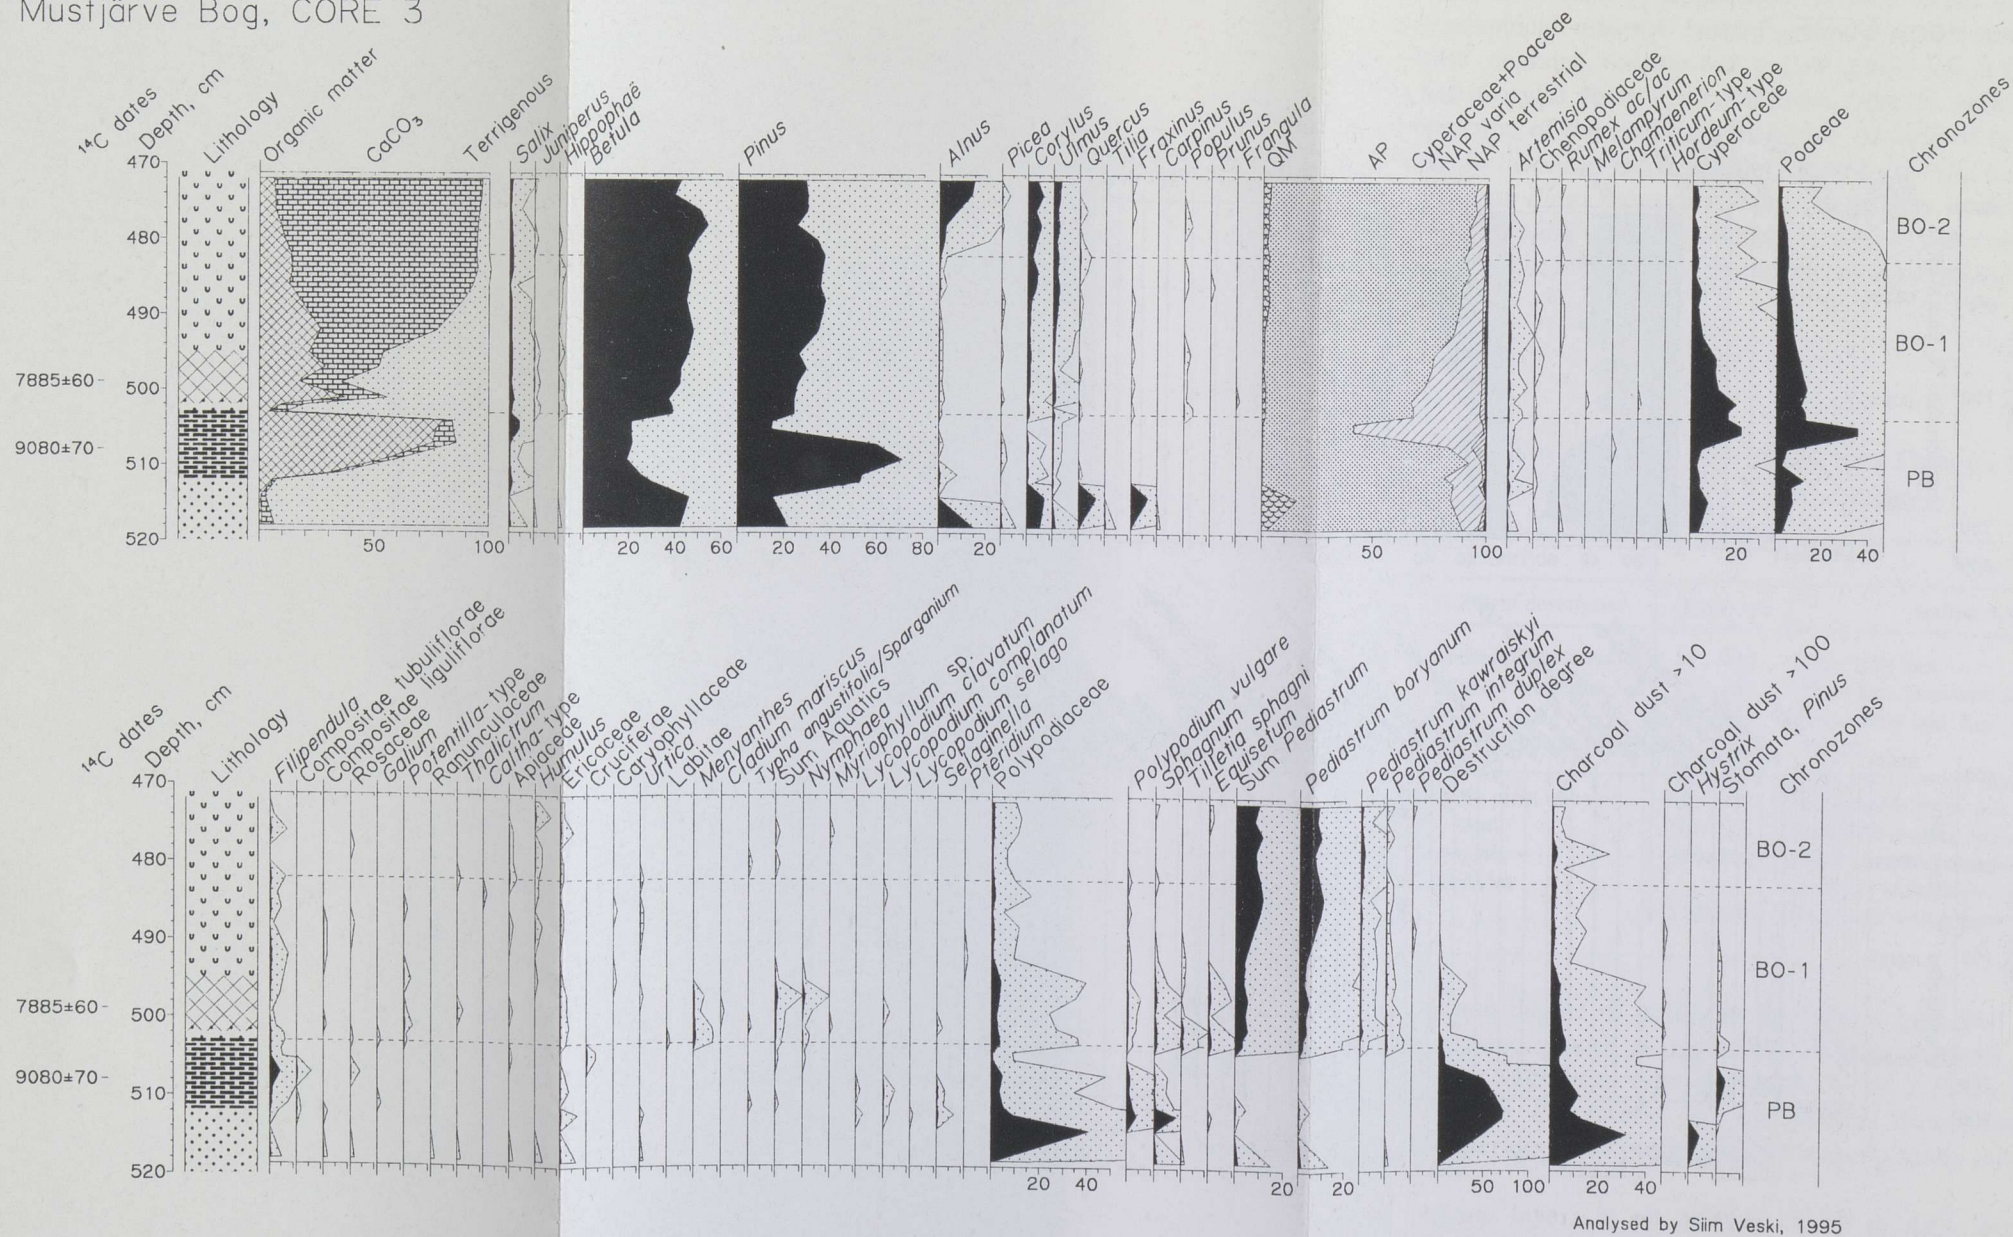 Mustjärve Bog, CORE 3
¹⁴C dates
Depth, cm
Lithology
Organic matter
CaCO₃
Terrigenous
Salix
Juniperus
Hippophaë
Betula
Pinus
Alnus
Picea
Corylus
Ulmus
Quercus
Tilia
Fraxinus
Carpinus
Populus
Prunus
Frangula
QM
AP
Cyperaceae+Poaceae
NAP varia
NAP terrestrial
Artemisia
Chenopodiaceae
Rumex ac/ac
Melampyrum
Chamaenerion
Triticum-type
Hordeum-type
Cyperaceae
Poaceae
Chronozones
470
480
490
7885±60
500
9080±70
510
520
BO-2
BO-1
PB
50 100 20 40 60 20 40 60 80 20 50 100 20 20 40
¹⁴C dates
Depth, cm
Lithology
Filipendula
Compositae tubuliflorae
Compositae liguliflorae
Rosaceae
Galium
Potentilla-type
Ranunculaceae
Thalictrum
Caltha-type
Apiaceae
Humulus
Ericaceae
Cruciferae
Caryophyllaceae
Urtica
Labitae
Menyanthes
Cladium mariscus
Typha angustifolia/Sparganium
Sum Aquatics
Nymphaea
Myriophyllum sp.
Lycopodium clavatum
Lycopodium complanatum
Lycopodium selago
Selaginella
Pteridium
Polypodiaceae
Polypodium vulgare
Sphagnum
Tilletia sphagni
Equisetum
Sum Pediastrum
Pediastrum boryanum
Pediastrum kawraiskyi
Pediastrum integrum
Pediastrum duplex
Destruction degree
Charcoal dust >10
Charcoal dust >100
Hystrix
Stomata, Pinus
Chronozones
470
480
490
7885±60
500
9080±70
510
520
BO-2
BO-1
PB
20 40 20 20 50 100 20 40
Analysed by Siim Veski, 1995